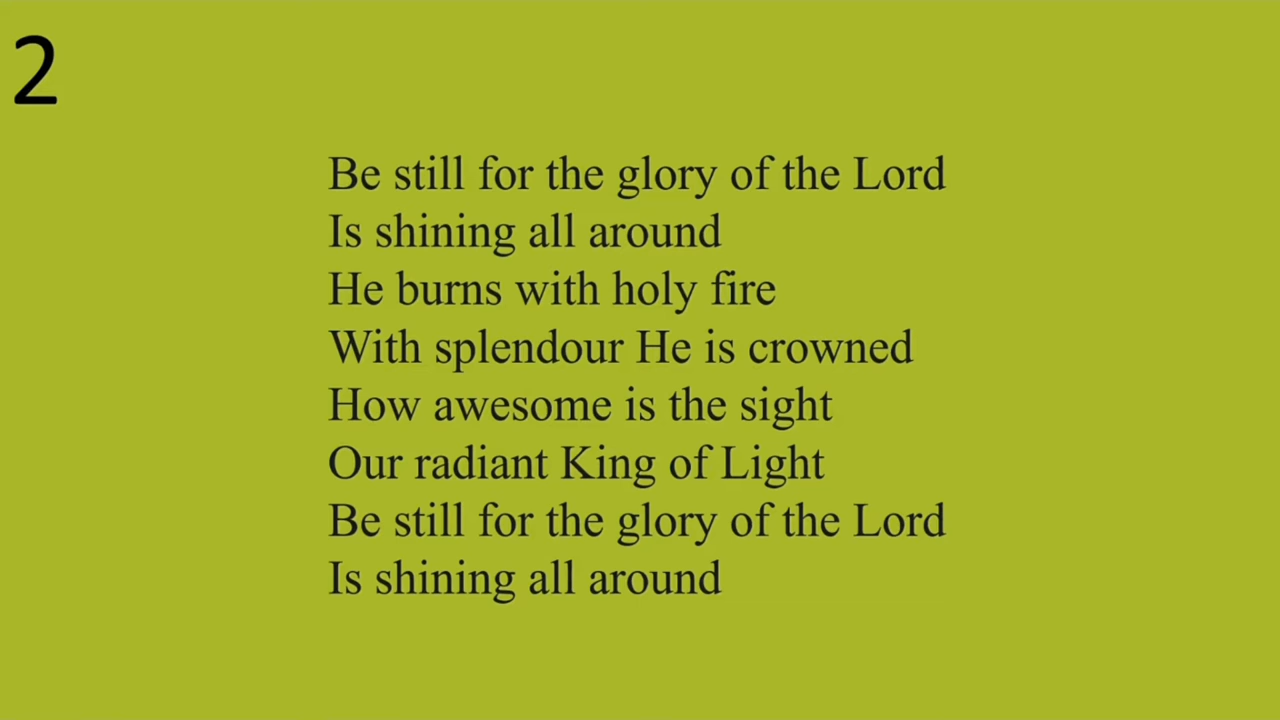 2
Be still for the glory of the Lord
Is shining all around
He burns with holy fire
With splendour He is crowned
How awesome is the sight
Our radiant King of Light
Be still for the glory of the Lord
Is shining all around